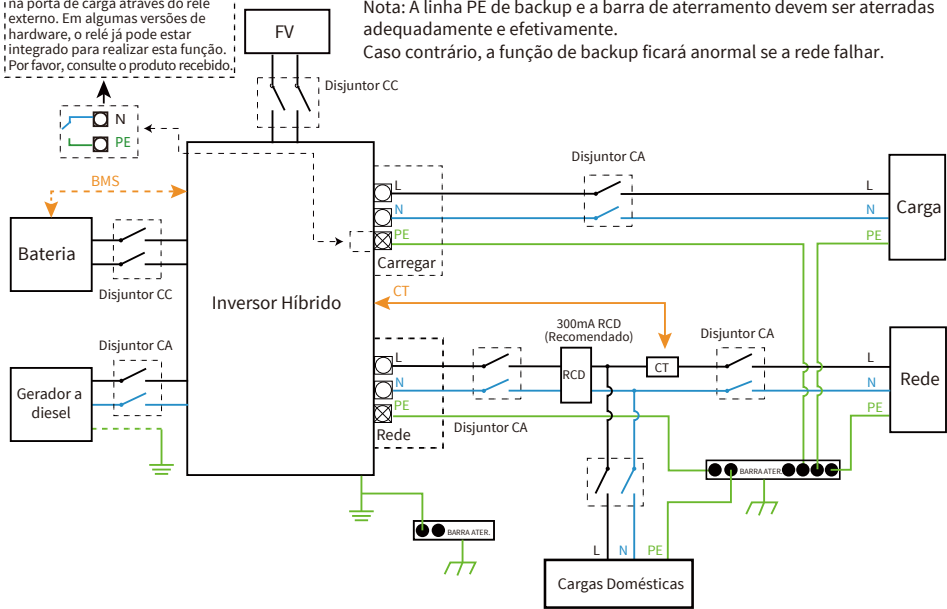 na porta de carga através do relé
externo. Em algumas versões de
hardware, o relé já pode estar
integrado para realizar esta função.
Por favor, consulte o produto recebido.
Nota: A linha PE de backup e a barra de aterramento devem ser aterradas
adequadamente e efetivamente.
Caso contrário, a função de backup ficará anormal se a rede falhar.
FV
Disjuntor CC
N
PE
BMS
Bateria
Disjuntor CC
Disjuntor CA
Gerador a
diesel
Inversor Híbrido
L
N
PE
Carregar
Disjuntor CA
L
N
PE
Carga
CT
L
N
PE
Rede
Disjuntor CA
300mA RCD
(Recomendado)
RCD
CT
Disjuntor CA
L
N
PE
Rede
BARRA ATER.
BARRA ATER.
L
N
PE
Cargas Domésticas